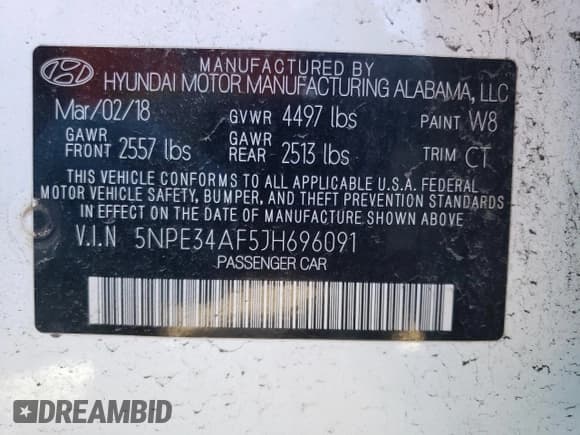 MANUFACTURED BY
HYUNDAI MOTOR MANUFACTURING ALABAMA, LLC
Mar/02/18 GVWR 4497 lbs PAINT W8
GAWR FRONT 2557 lbs GAWR REAR 2513 lbs TRIM CT
THIS VEHICLE CONFORMS TO ALL APPLICABLE U.S.A. FEDERAL
MOTOR VEHICLE SAFETY, BUMPER, AND THEFT PREVENTION STANDARDS
IN EFFECT ON THE DATE OF MANUFACTURE SHOWN ABOVE.
V.I.N 5NPE34AF5JH696091
PASSENGER CAR
DREAMBID